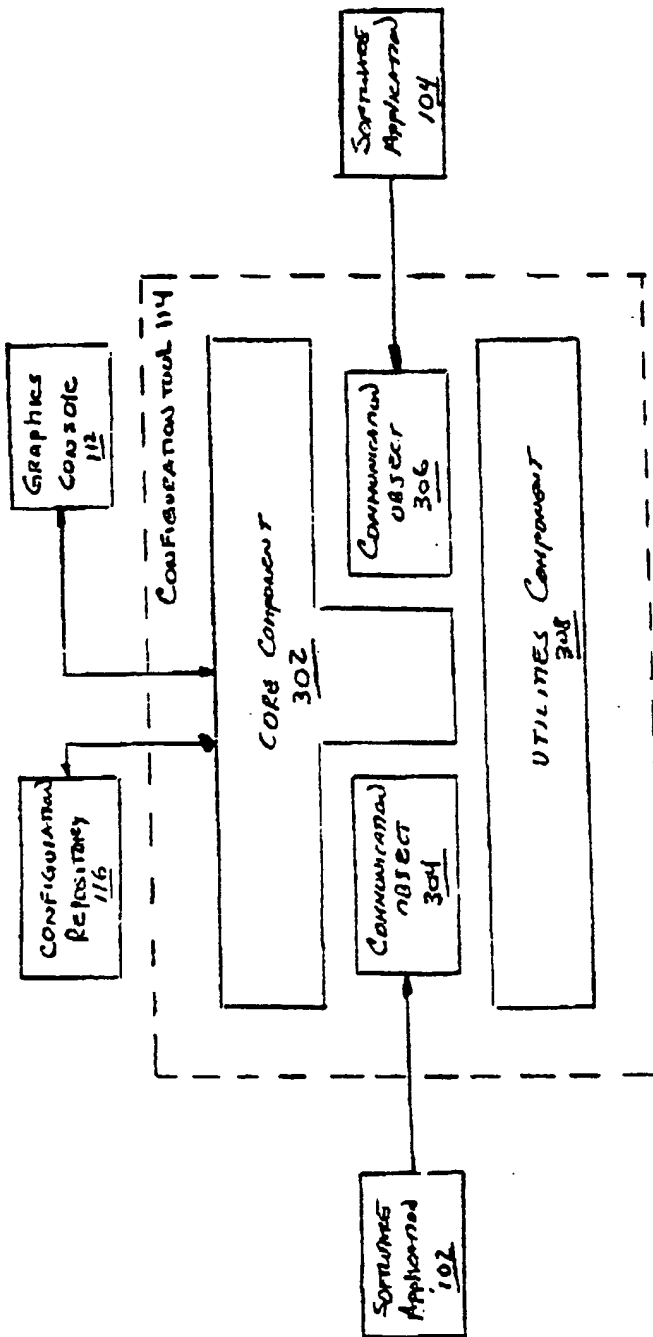 CONFIGURATION
Repository
116
GRAPHICS
CONSOLE
112
CONFIGURATION TOOL 114
CORE COMPONENT
302
SOFTWARE
APPLICATION
102
COMMUNICATION
OBJECT
304
COMMUNICATION
OBJECT
306
SOFTWARE
APPLICATION
104
UTILITIES COMPONENT
308